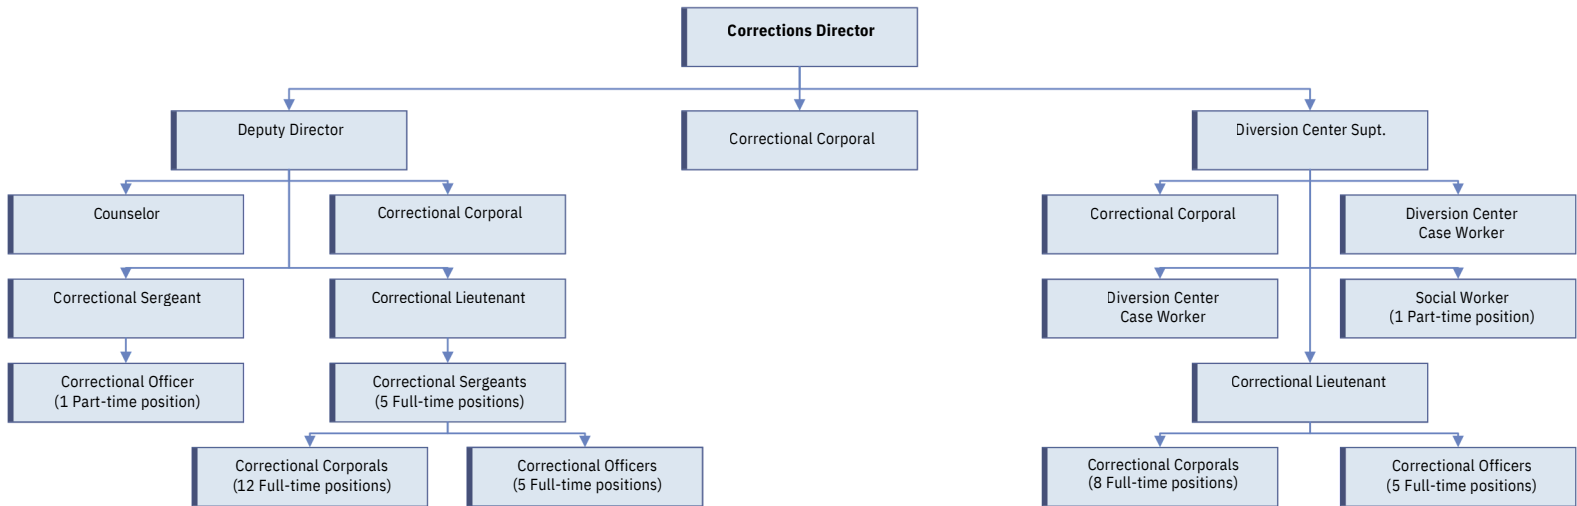 Corrections Director
Deputy Director
Correctional Corporal
Diversion Center Supt.
Counselor
Correctional Corporal
Correctional Corporal
Diversion Center
Case Worker
Correctional Sergeant
Correctional Lieutenant
Diversion Center
Case Worker
Social Worker
(1 Part-time position)
Correctional Officer
(1 Part-time position)
Correctional Sergeants
(5 Full-time positions)
Correctional Lieutenant
Correctional Corporals
(12 Full-time positions)
Correctional Officers
(5 Full-time positions)
Correctional Corporals
(8 Full-time positions)
Correctional Officers
(5 Full-time positions)